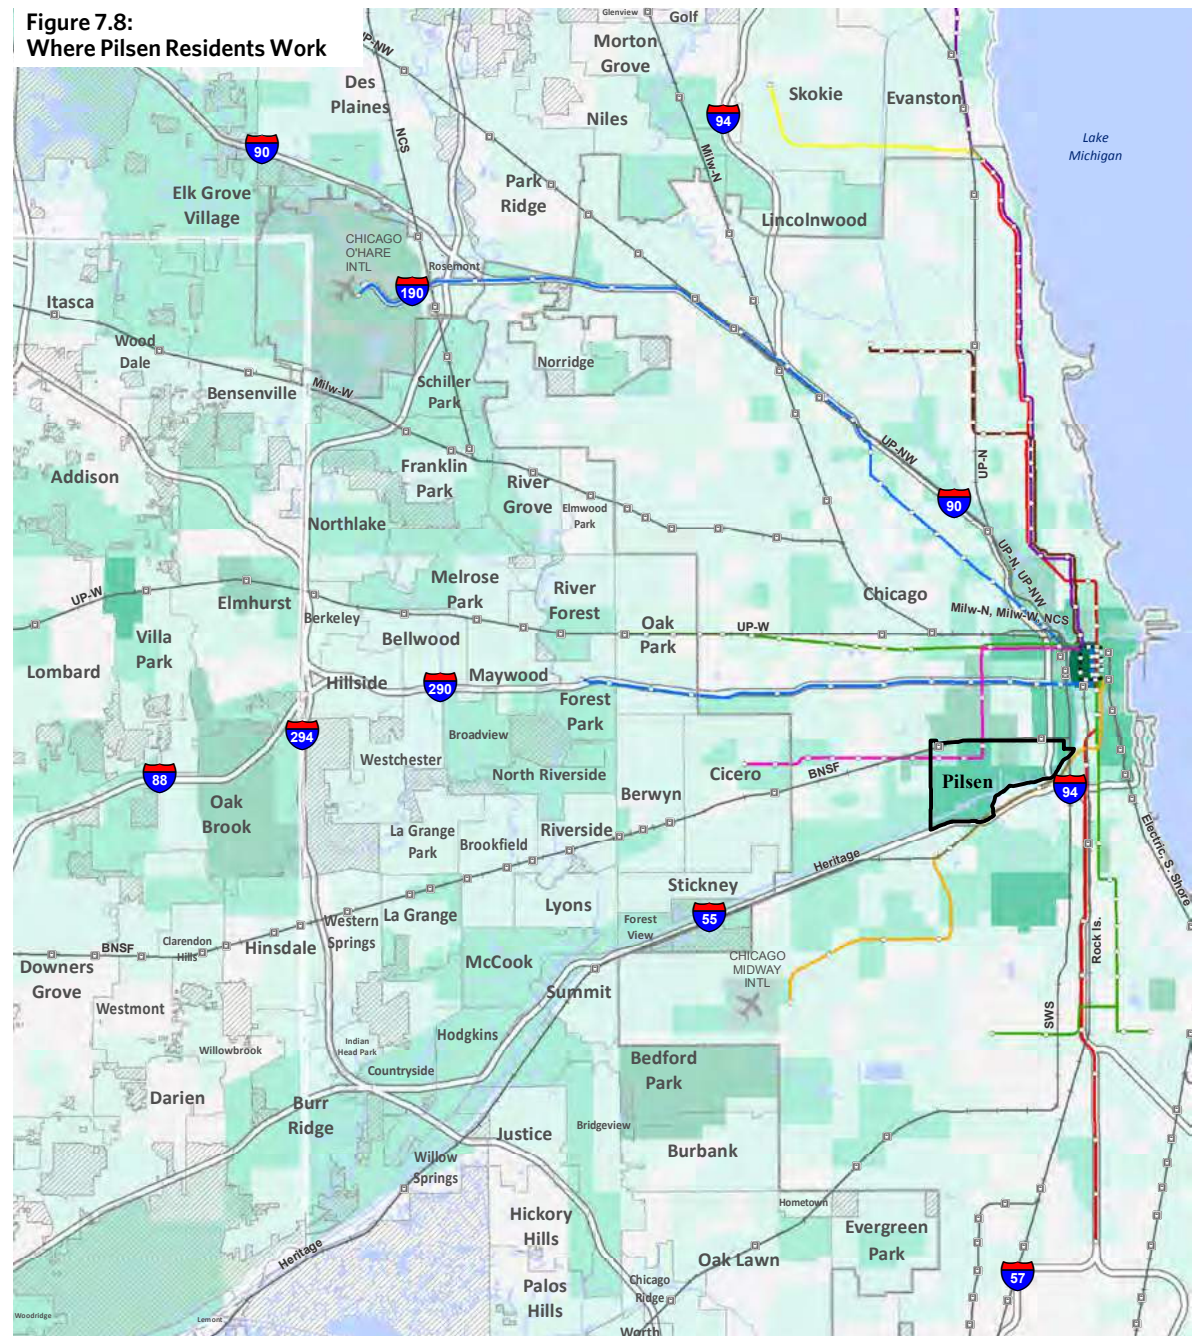 Figure 7.8:
Where Pilsen Residents Work
UP-NW
Glenview
Golf
Morton
Grove
Des
Plaines
Skokie
Evanston
Niles
94
NCS
90
Milw-N
Lake
Michigan
Elk Grove
Village
Park
Ridge
Lincolnwood
CHICAGO
O'HARE
INTL
Rosemont
190
Itasca
Wood
Dale
Norridge
Bensenville
Milw-W
Schiller
Park
UP-NW
UP-N
Addison
Franklin
Park
River
Grove
Elmwood
Park
90
Northlake
UP-N, UP-NW
Melrose
Park
River
Forest
Chicago
UP-W
Elmhurst
Berkeley
Milw-N, Milw-W, NCS
Villa
Park
Bellwood
Oak
Park
UP-W
Lombard
Hillside
290
Maywood
Forest
Park
294
Broadview
Westchester
North Riverside
Cicero
BNSF
88
Pilsen
94
Oak
Brook
Berwyn
La Grange
Park
Brookfield
Riverside
Heritage
Electric, S. Shore
Stickney
Lyons
La Grange
Western
Springs
Forest
View
55
Rock Is.
BNSF
Clarendon
Hills
Hinsdale
McCook
CHICAGO
MIDWAY
INTL
Downers
Grove
Summit
Westmont
SWS
Hodgkins
Willowbrook
Indian
Head Park
Countryside
Bedford
Park
Darien
Burr
Ridge
Justice
Bridgeview
Burbank
Willow
Springs
Hometown
Hickory
Hills
Evergreen
Park
Heritage
Oak Lawn
57
Palos
Hills
Chicago
Ridge
Woodridge
Lemont
Worth